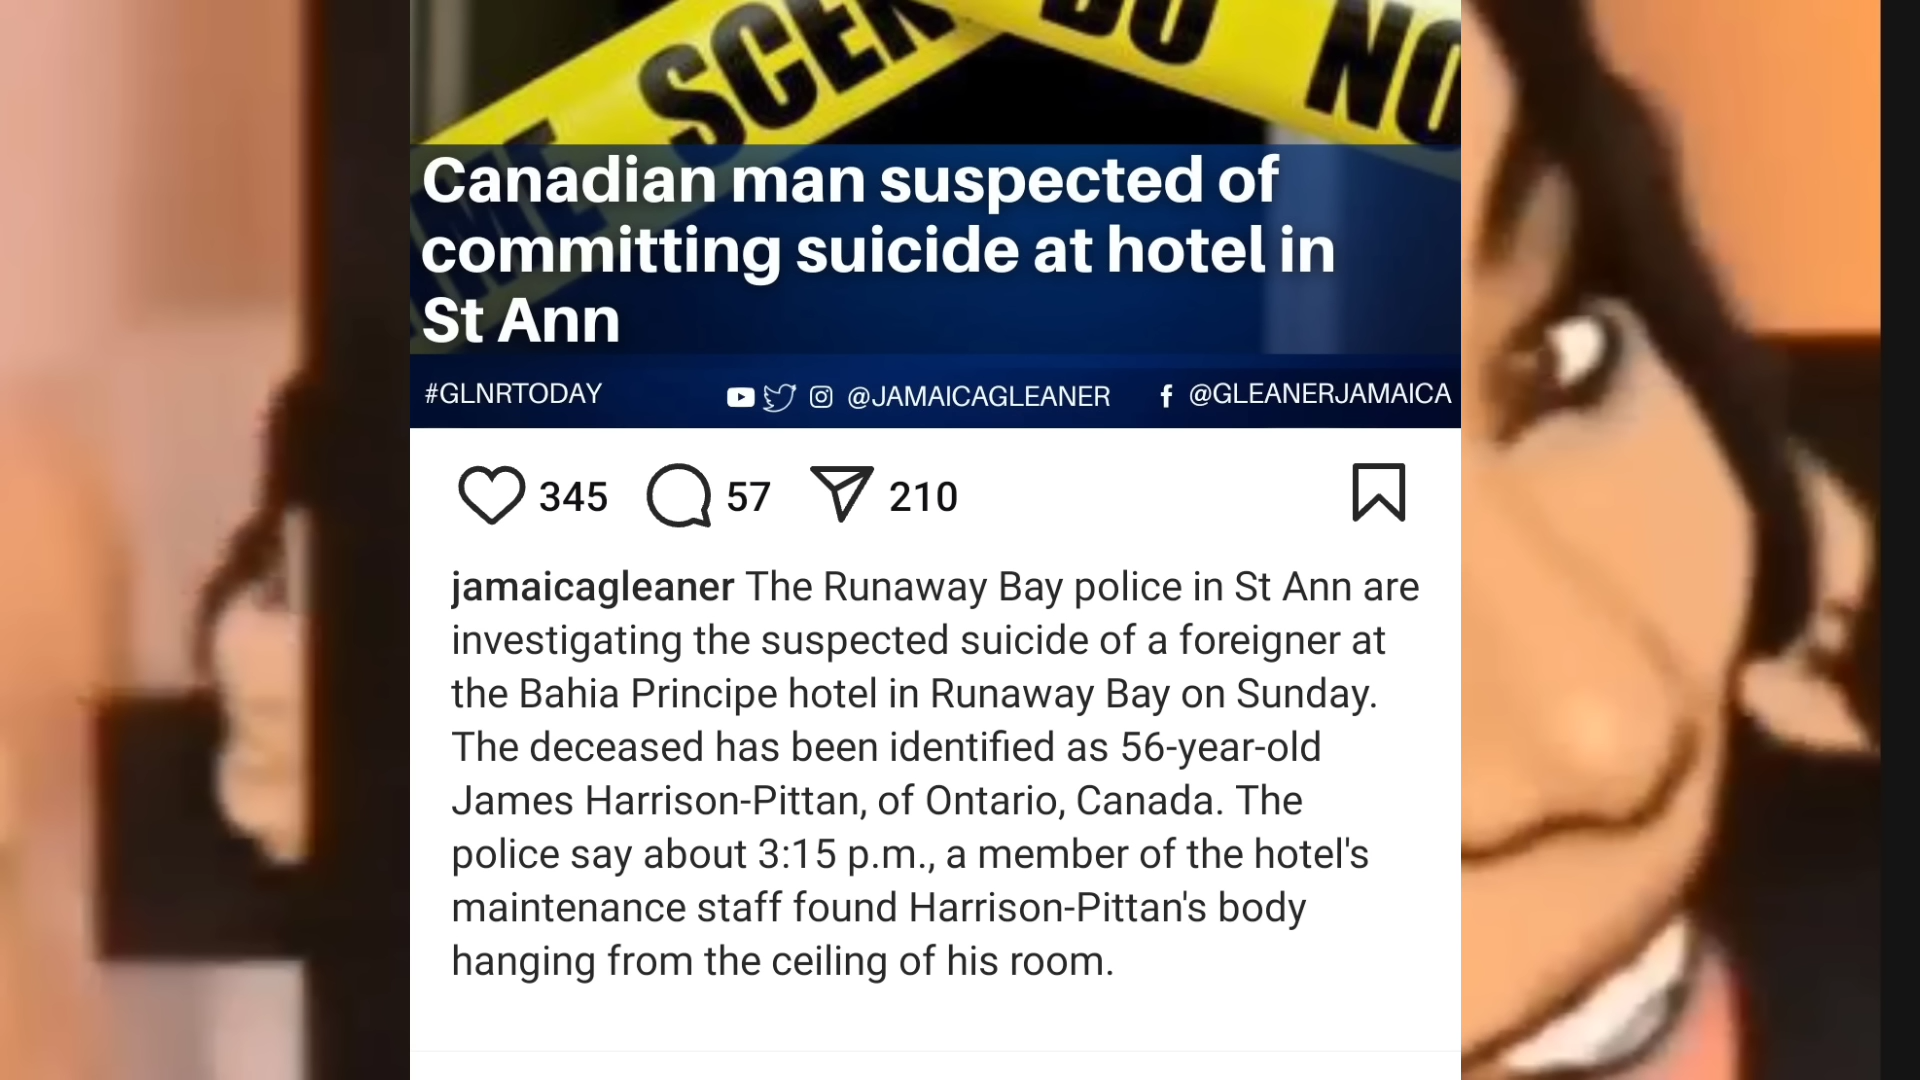 SCEN
DO NO
Canadian man suspected of
committing suicide at hotel in
St Ann
#GLNRTODAY @JAMAICAGLEANER f @GLEANERJAMAICA
345 57 210
jamaicagleaner The Runaway Bay police in St Ann are
investigating the suspected suicide of a foreigner at
the Bahia Principe hotel in Runaway Bay on Sunday.
The deceased has been identified as 56-year-old
James Harrison-Pittan, of Ontario, Canada. The
police say about 3:15 p.m., a member of the hotel's
maintenance staff found Harrison-Pittan's body
hanging from the ceiling of his room.